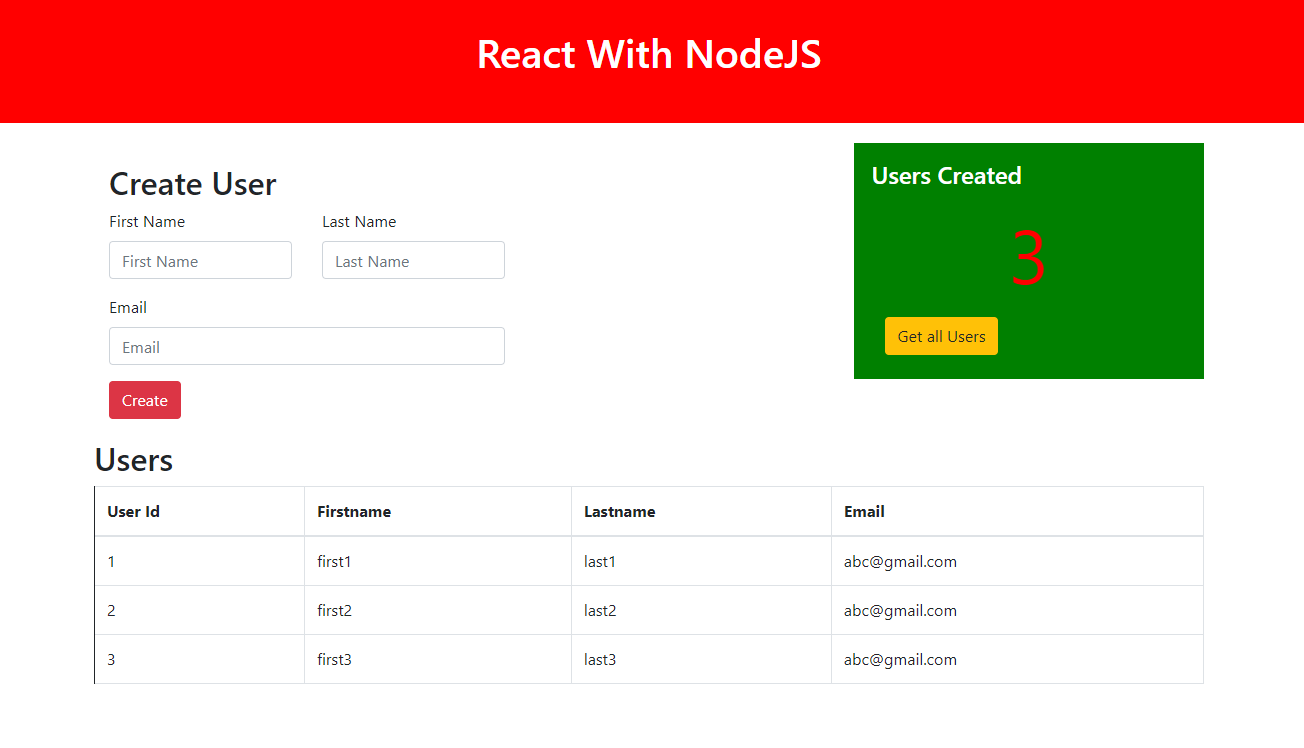 React With NodeJS
Create User
First Name Last Name
First Name Last Name
Email
Email
Create
Users Created
3
Get all Users
Users
User Id Firstname Lastname Email
1 first1 last1 abc@gmail.com
2 first2 last2 abc@gmail.com
3 first3 last3 abc@gmail.com